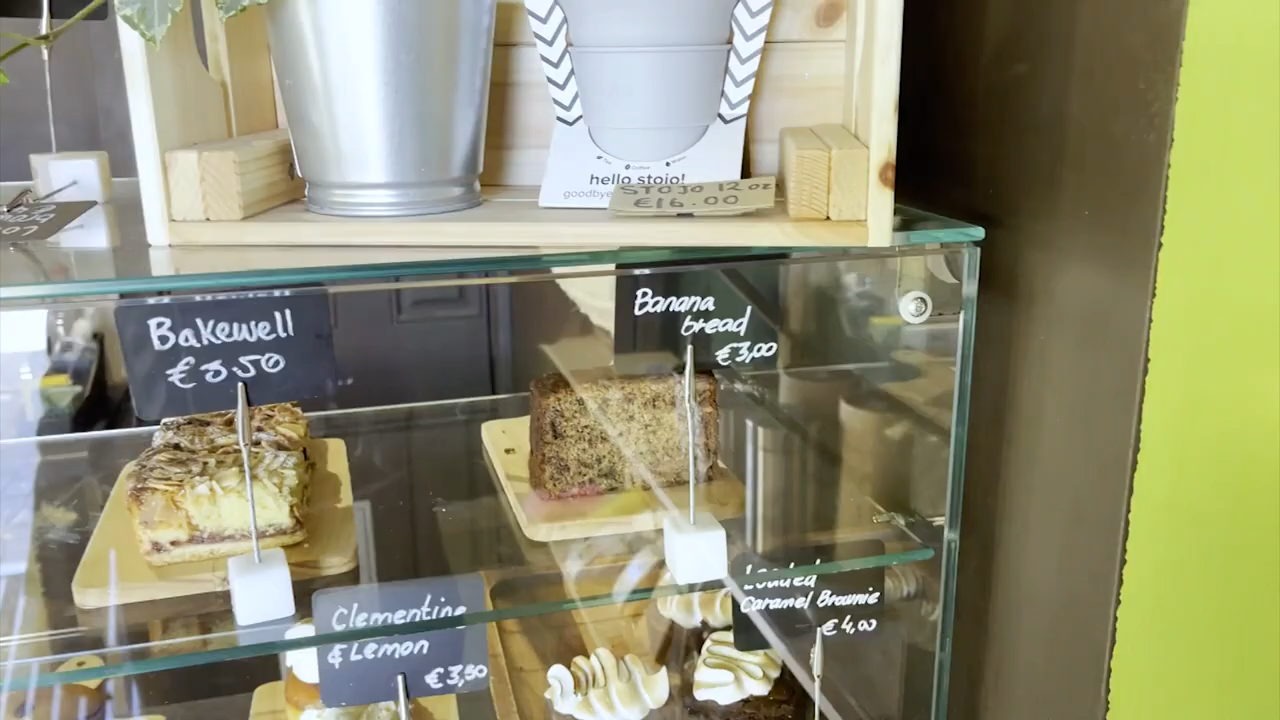 hello stojo!
goodbye
STOJO 12 oz
€16.00
Bakewell
€3.50
Banana
bread
€3,00
Clementine
& Lemon
€3,50
Loaded
Caramel Brownie
€4,00